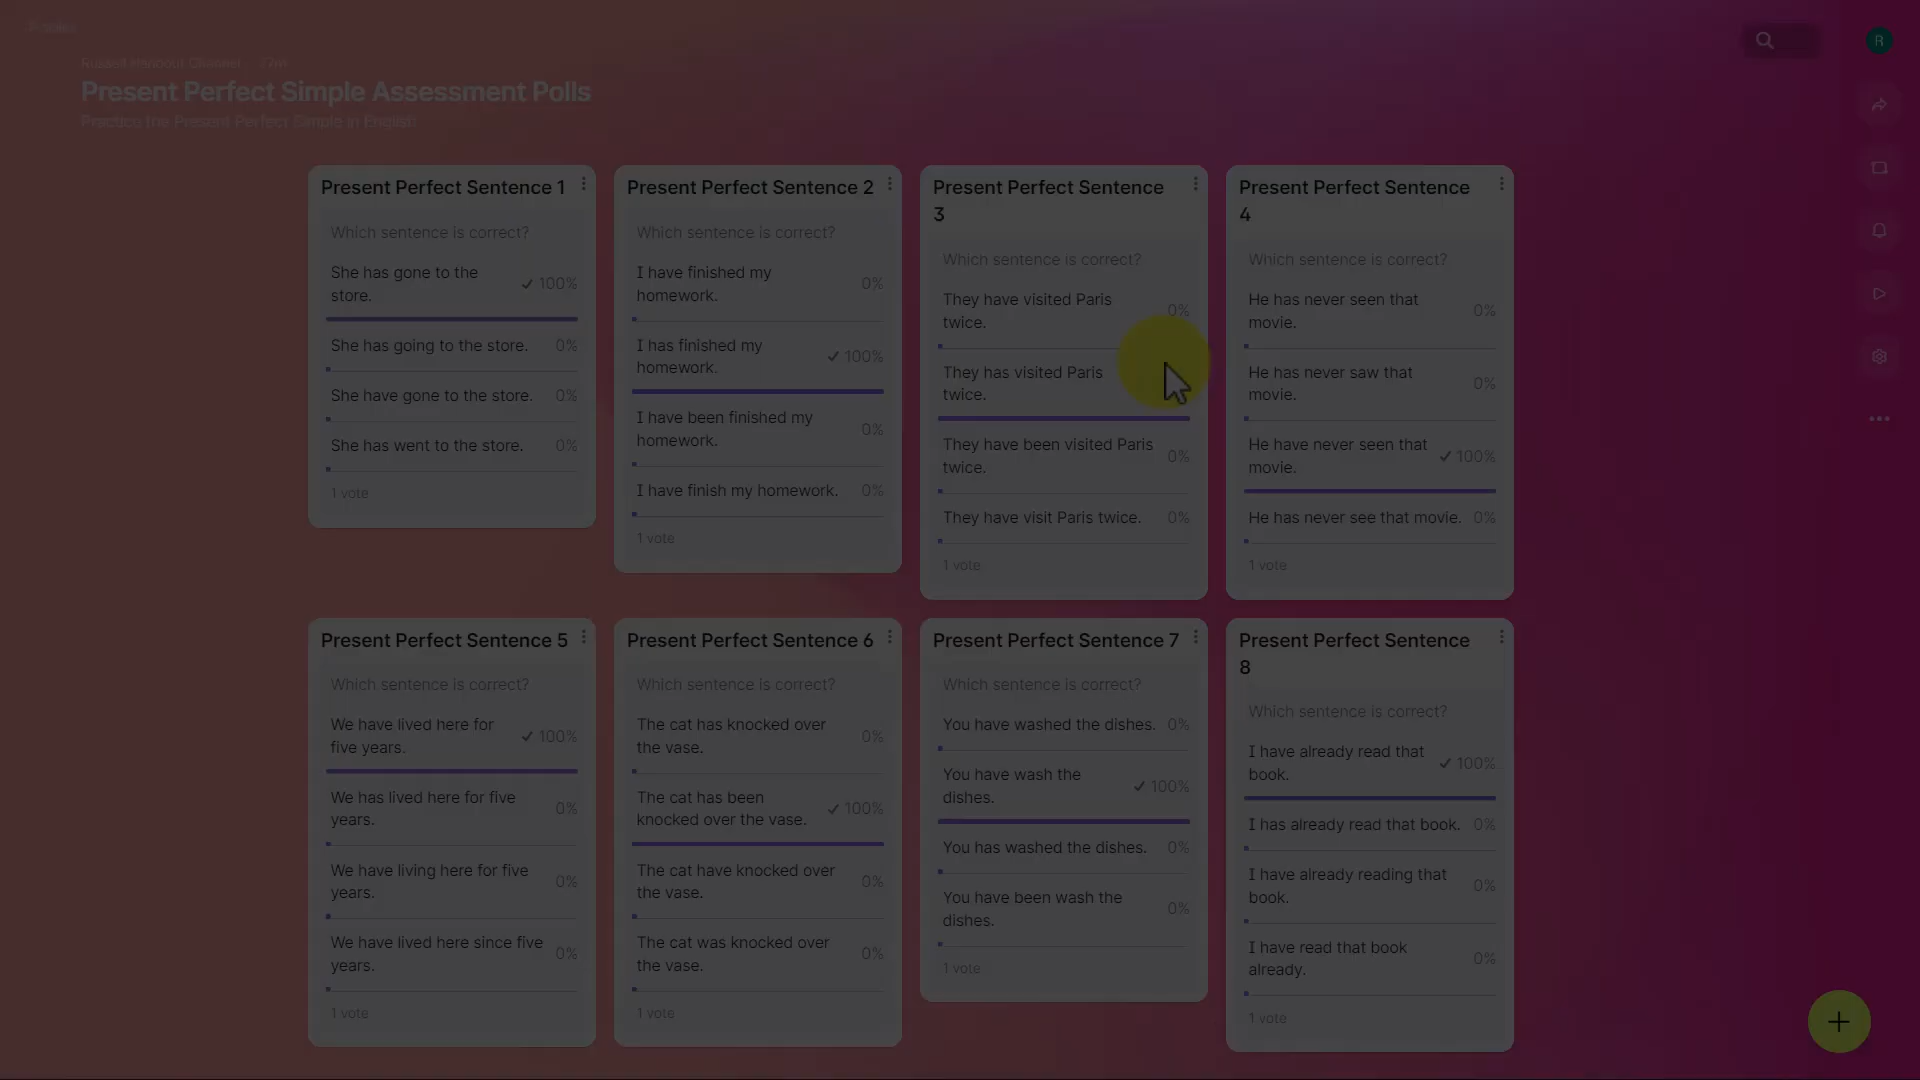 Present Perfect Simple Assessment Polls
Practice the Present Perfect Simple in English
R
Present Perfect Sentence 1
Which sentence is correct?
She has gone to the
store.
100%
She has going to the store. 0%
She have gone to the store. 0%
She has went to the store. 0%
1 vote
Present Perfect Sentence 2
Which sentence is correct?
I have finished my
homework.
0%
I has finished my
homework.
100%
I have been finished my
homework.
0%
I have finish my homework. 0%
1 vote
Present Perfect Sentence
3
Which sentence is correct?
They have visited Paris
twice.
0%
They has visited Paris
twice.
They have been visited Paris
twice.
0%
They have visit Paris twice. 0%
1 vote
Present Perfect Sentence
4
Which sentence is correct?
He has never seen that
movie.
0%
He has never saw that
movie.
0%
He have never seen that
movie.
100%
He has never see that movie. 0%
1 vote
Present Perfect Sentence 5
Which sentence is correct?
We have lived here for
five years.
100%
We has lived here for five
years.
0%
We have living here for five
years.
0%
We have lived here since five
years.
0%
1 vote
Present Perfect Sentence 6
Which sentence is correct?
The cat has knocked over
the vase.
0%
The cat has been
knocked over the vase.
100%
The cat have knocked over
the vase.
0%
The cat was knocked over
the vase.
0%
1 vote
Present Perfect Sentence 7
Which sentence is correct?
You have washed the dishes. 0%
You have wash the
dishes.
100%
You has washed the dishes. 0%
You have been wash the
dishes.
0%
1 vote
Present Perfect Sentence
8
Which sentence is correct?
I have already read that
book.
100%
I has already read that book. 0%
I have already reading that
book.
0%
I have read that book
already.
0%
1 vote